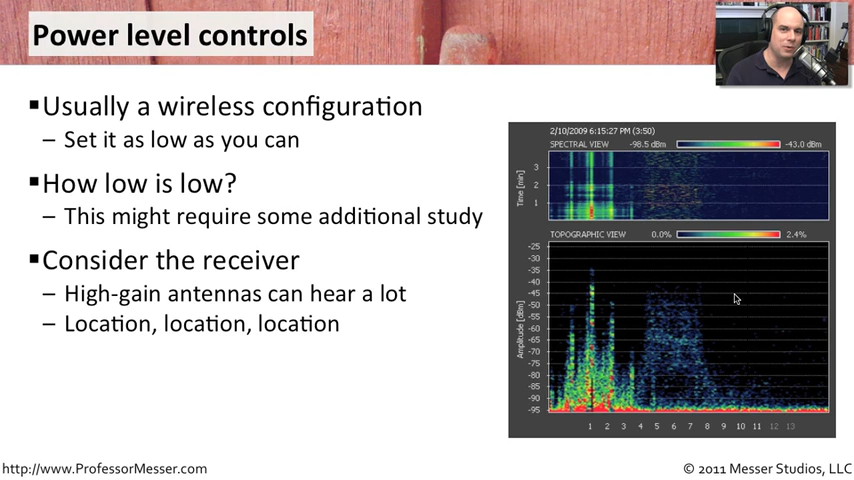 Power level controls
▪Usually a wireless configuration
– Set it as low as you can
▪How low is low?
– This might require some additional study
▪Consider the receiver
– High-gain antennas can hear a lot
– Location, location, location
2/10/2009 6:15:27 PM (3:50)
SPECTRAL VIEW -98.5 dBm -43.0 dBm
Time [min]
3
2
1
TOPOGRAPHIC VIEW 0.0% 2.4%
Amplitude [dBm]
-25
-30
-35
-40
-45
-50
-55
-60
-65
-70
-75
-80
-85
-90
-95
1 2 3 4 5 6 7 8 9 10 11 12 13
http://www.ProfessorMesser.com
© 2011 Messer Studios, LLC